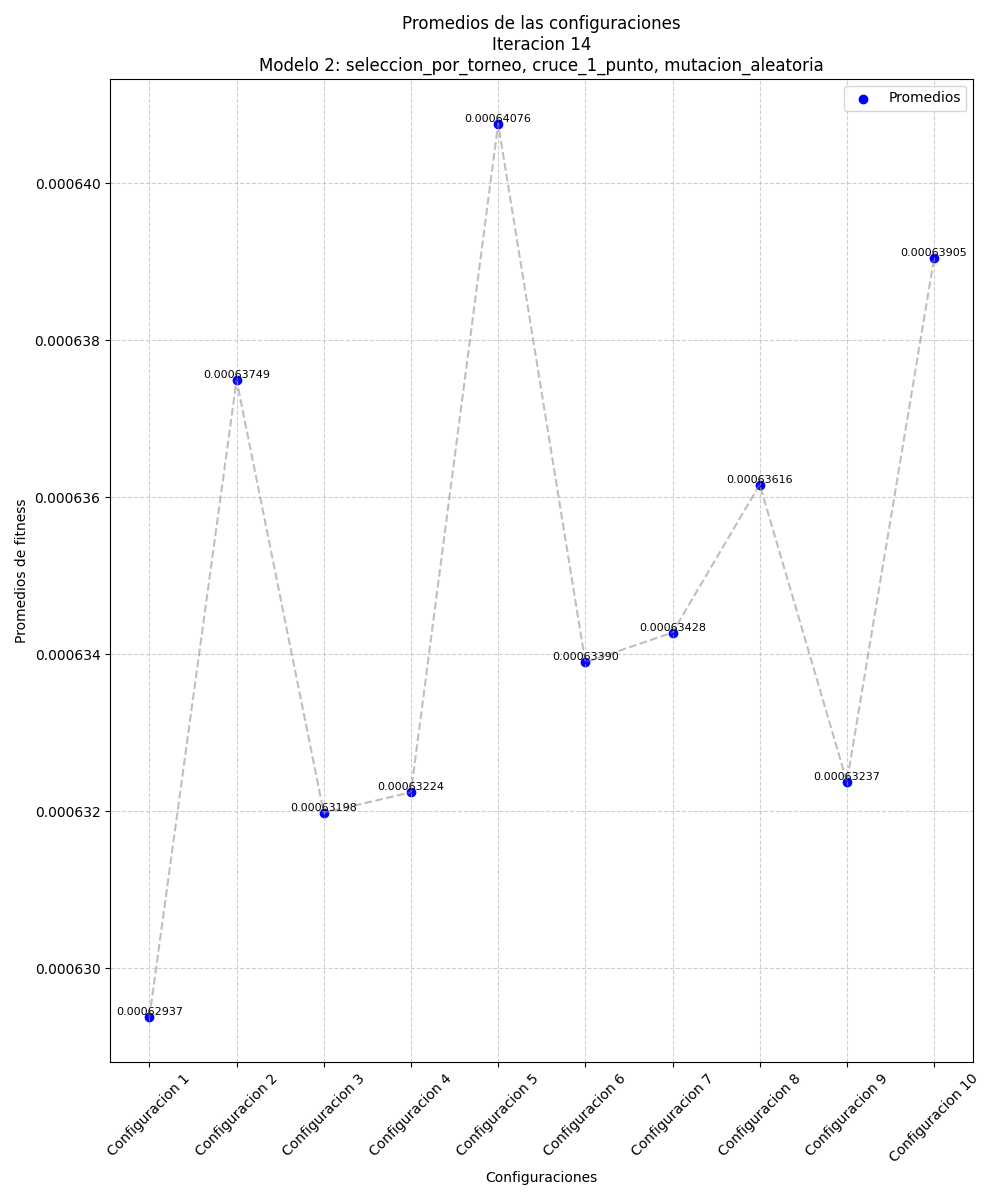 Promedios de las configuraciones
Iteracion 14
Modelo 2: seleccion_por_torneo, cruce_1_punto, mutacion_aleatoria
Promedios
0.00064076
0.000640
0.00063905
0.000638
0.00063749
0.000636
0.00063616
0.000634
0.00063428
0.00063390
0.00063237
0.00063224
0.00063198
0.000632
0.000630
0.00062937
Promedios de fitness
Configuracion 1
Configuracion 2
Configuracion 3
Configuracion 4
Configuracion 5
Configuracion 6
Configuracion 7
Configuracion 8
Configuracion 9
Configuracion 10
Configuraciones